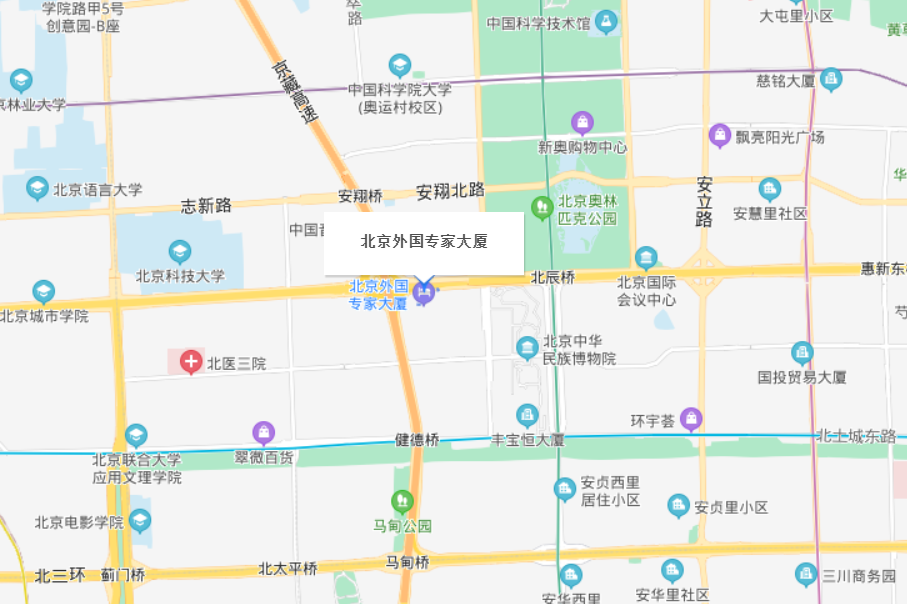 学院路甲5号
创意园-B座
翠
路
中国科学技术馆
大屯里小区
京藏高速
中国科学院大学
(奥运村校区)
慈铭大厦
京林业大学
新奥购物中心
飘亮阳光广场
北京语言大学
志新路
安翔桥
安翔北路
北京奥林
匹克公园
安立路
安慧里社区
中国音
北京外国专家大厦
北京科技大学
北辰桥
北京国际
会议中心
惠新东
北京外国
专家大厦
北京城市学院
北医三院
北京中华
民族博物院
国投贸易大厦
环宇荟
健德桥
丰宝恒大厦
北土城东路
翠微百货
北京联合大学
应用文理学院
安贞西里
居住小区
安贞里小区
北京电影学院
马甸公园
北三环
蓟门桥
北太平桥
马甸桥
安华西里
安华里社区
三川商务园